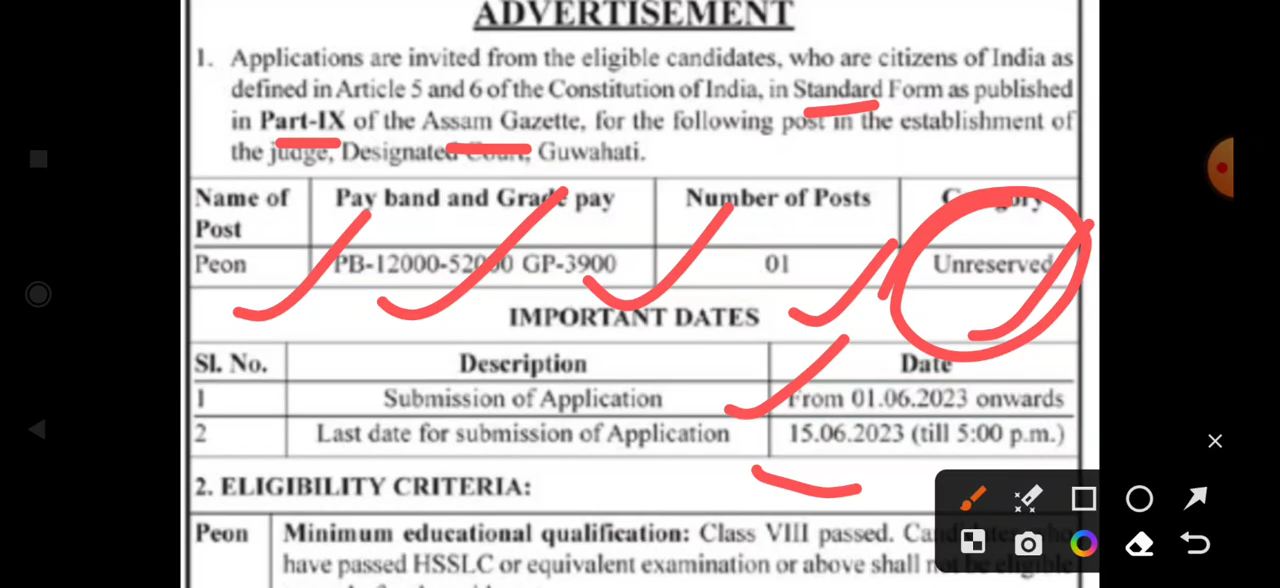 ADVERTISEMENT
1. Applications are invited from the eligible candidates, who are citizens of India as
defined in Article 5 and 6 of the Constitution of India, in Standard Form as published
in Part-IX of the Assam Gazette, for the following post in the establishment of
the judge, Designated Court, Guwahati.
Name of Post Pay band and Grade pay Number of Posts Category
Peon PB-12000-52000 GP-3900 01 Unreserved
IMPORTANT DATES
Sl. No. Description Date
1 Submission of Application From 01.06.2023 onwards
2 Last date for submission of Application 15.06.2023 (till 5:00 p.m.)
2. ELIGIBILITY CRITERIA:
Peon Minimum educational qualification: Class VIII passed.
have passed HSSLC or equivalent examination or above shall not be eligible